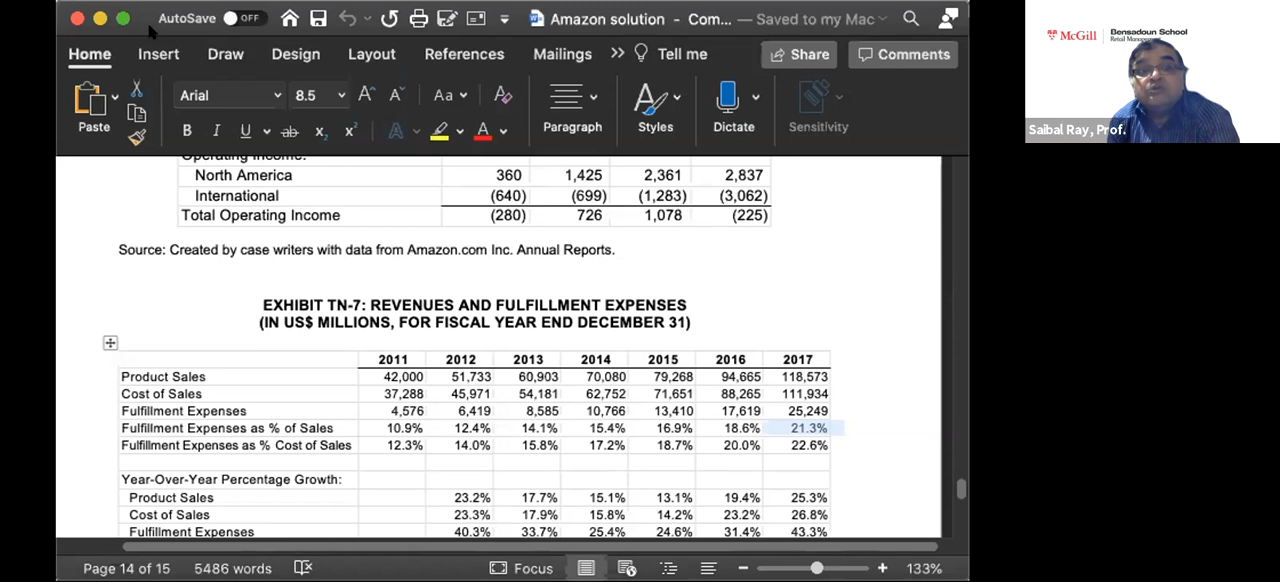 AutoSave OFF Amazon solution - Com... — Saved to my Mac
Home Insert Draw Design Layout References Mailings >> Tell me Share Comments
Arial 8.5 A A Aa A
Paste B I U ab x2 x2 A A Paragraph Styles Dictate Sensitivity
McGill Bensadoun School
Retail Management
Saibal Ray, Prof.
Operating Income:
North America 360 1,425 2,361 2,837
International (640) (699) (1,283) (3,062)
Total Operating Income (280) 726 1,078 (225)
Source: Created by case writers with data from Amazon.com Inc. Annual Reports.
EXHIBIT TN-7: REVENUES AND FULFILLMENT EXPENSES
(IN US$ MILLIONS, FOR FISCAL YEAR END DECEMBER 31)
2011 2012 2013 2014 2015 2016 2017
Product Sales 42,000 51,733 60,903 70,080 79,268 94,665 118,573
Cost of Sales 37,288 45,971 54,181 62,752 71,651 88,265 111,934
Fulfillment Expenses 4,576 6,419 8,585 10,766 13,410 17,619 25,249
Fulfillment Expenses as % of Sales 10.9% 12.4% 14.1% 15.4% 16.9% 18.6% 21.3%
Fulfillment Expenses as % Cost of Sales 12.3% 14.0% 15.8% 17.2% 18.7% 20.0% 22.6%
Year-Over-Year Percentage Growth:
Product Sales 23.2% 17.7% 15.1% 13.1% 19.4% 25.3%
Cost of Sales 23.3% 17.9% 15.8% 14.2% 23.2% 26.8%
Fulfillment Expenses 40.3% 33.7% 25.4% 24.6% 31.4% 43.3%
Page 14 of 15 5486 words Focus 133%